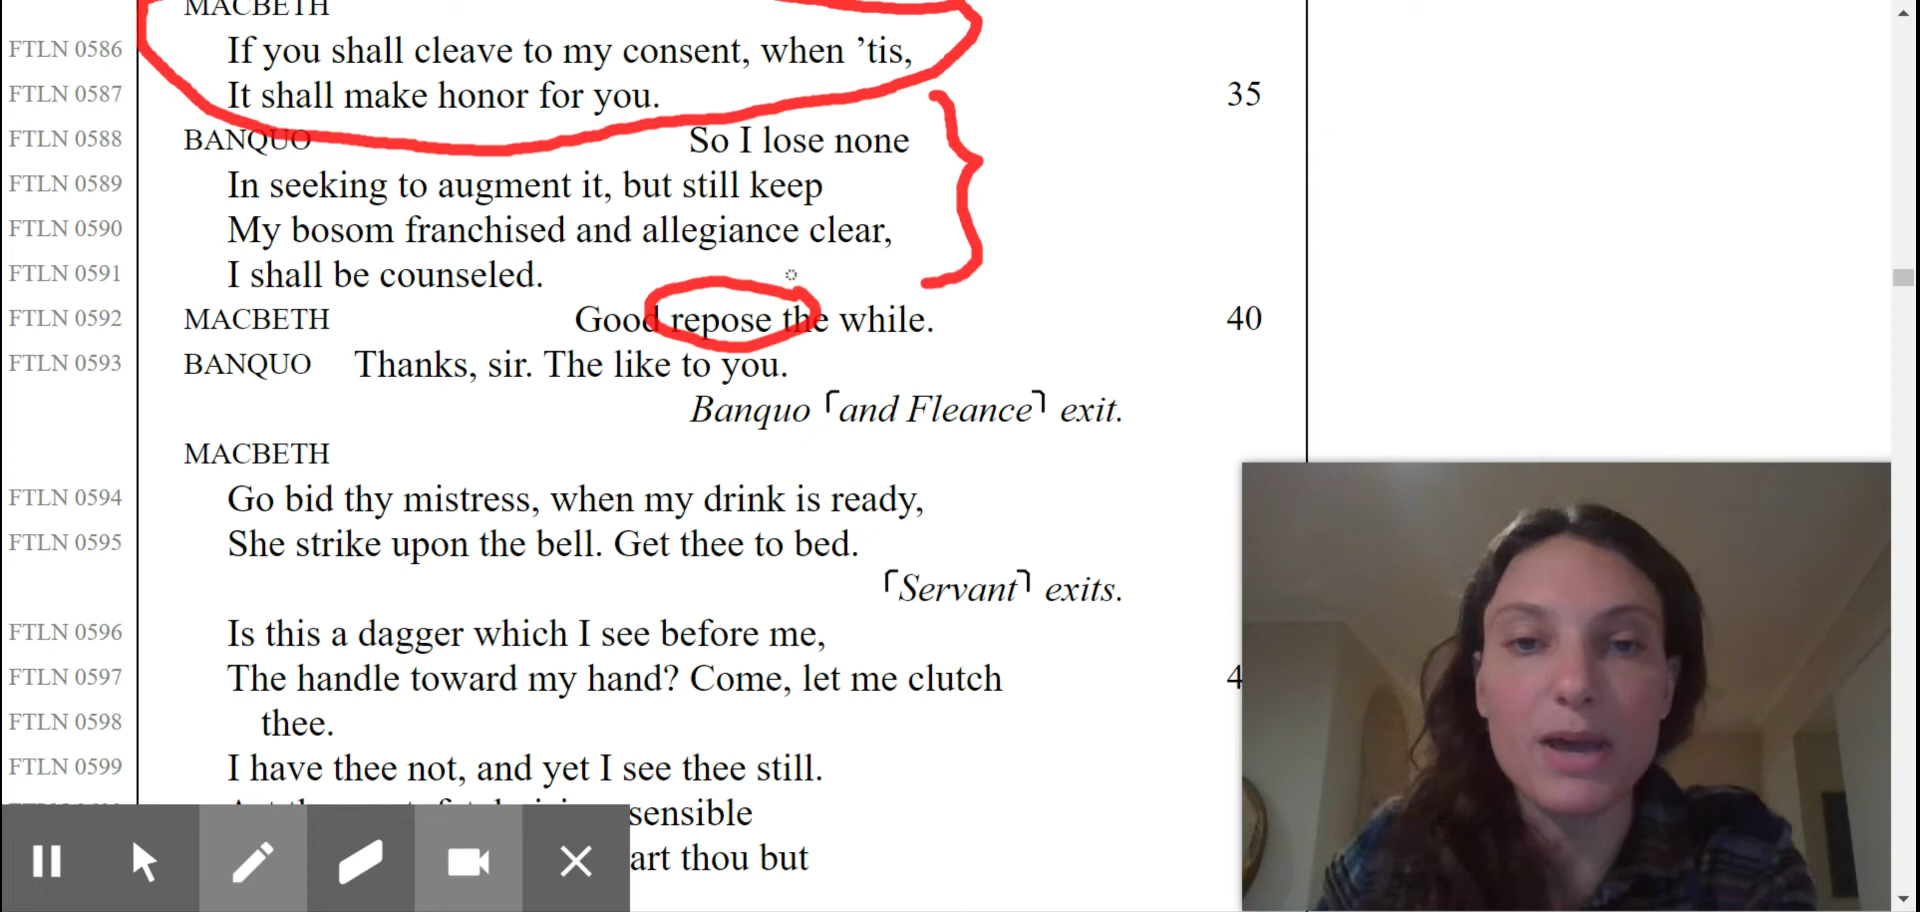 MACBETH
FTLN 0586 If you shall cleave to my consent, when ’tis,
FTLN 0587 It shall make honor for you. 35
FTLN 0588 BANQUO So I lose none
FTLN 0589 In seeking to augment it, but still keep
FTLN 0590 My bosom franchised and allegiance clear,
FTLN 0591 I shall be counseled.
FTLN 0592 MACBETH Good repose the while. 40
FTLN 0593 BANQUO Thanks, sir. The like to you.
Banquo ⌜and Fleance⌝ exit.
MACBETH
FTLN 0594 Go bid thy mistress, when my drink is ready,
FTLN 0595 She strike upon the bell. Get thee to bed.
⌜Servant⌝ exits.
FTLN 0596 Is this a dagger which I see before me,
FTLN 0597 The handle toward my hand? Come, let me clutch 4
FTLN 0598 thee.
FTLN 0599 I have thee not, and yet I see thee still.
sensible
art thou but